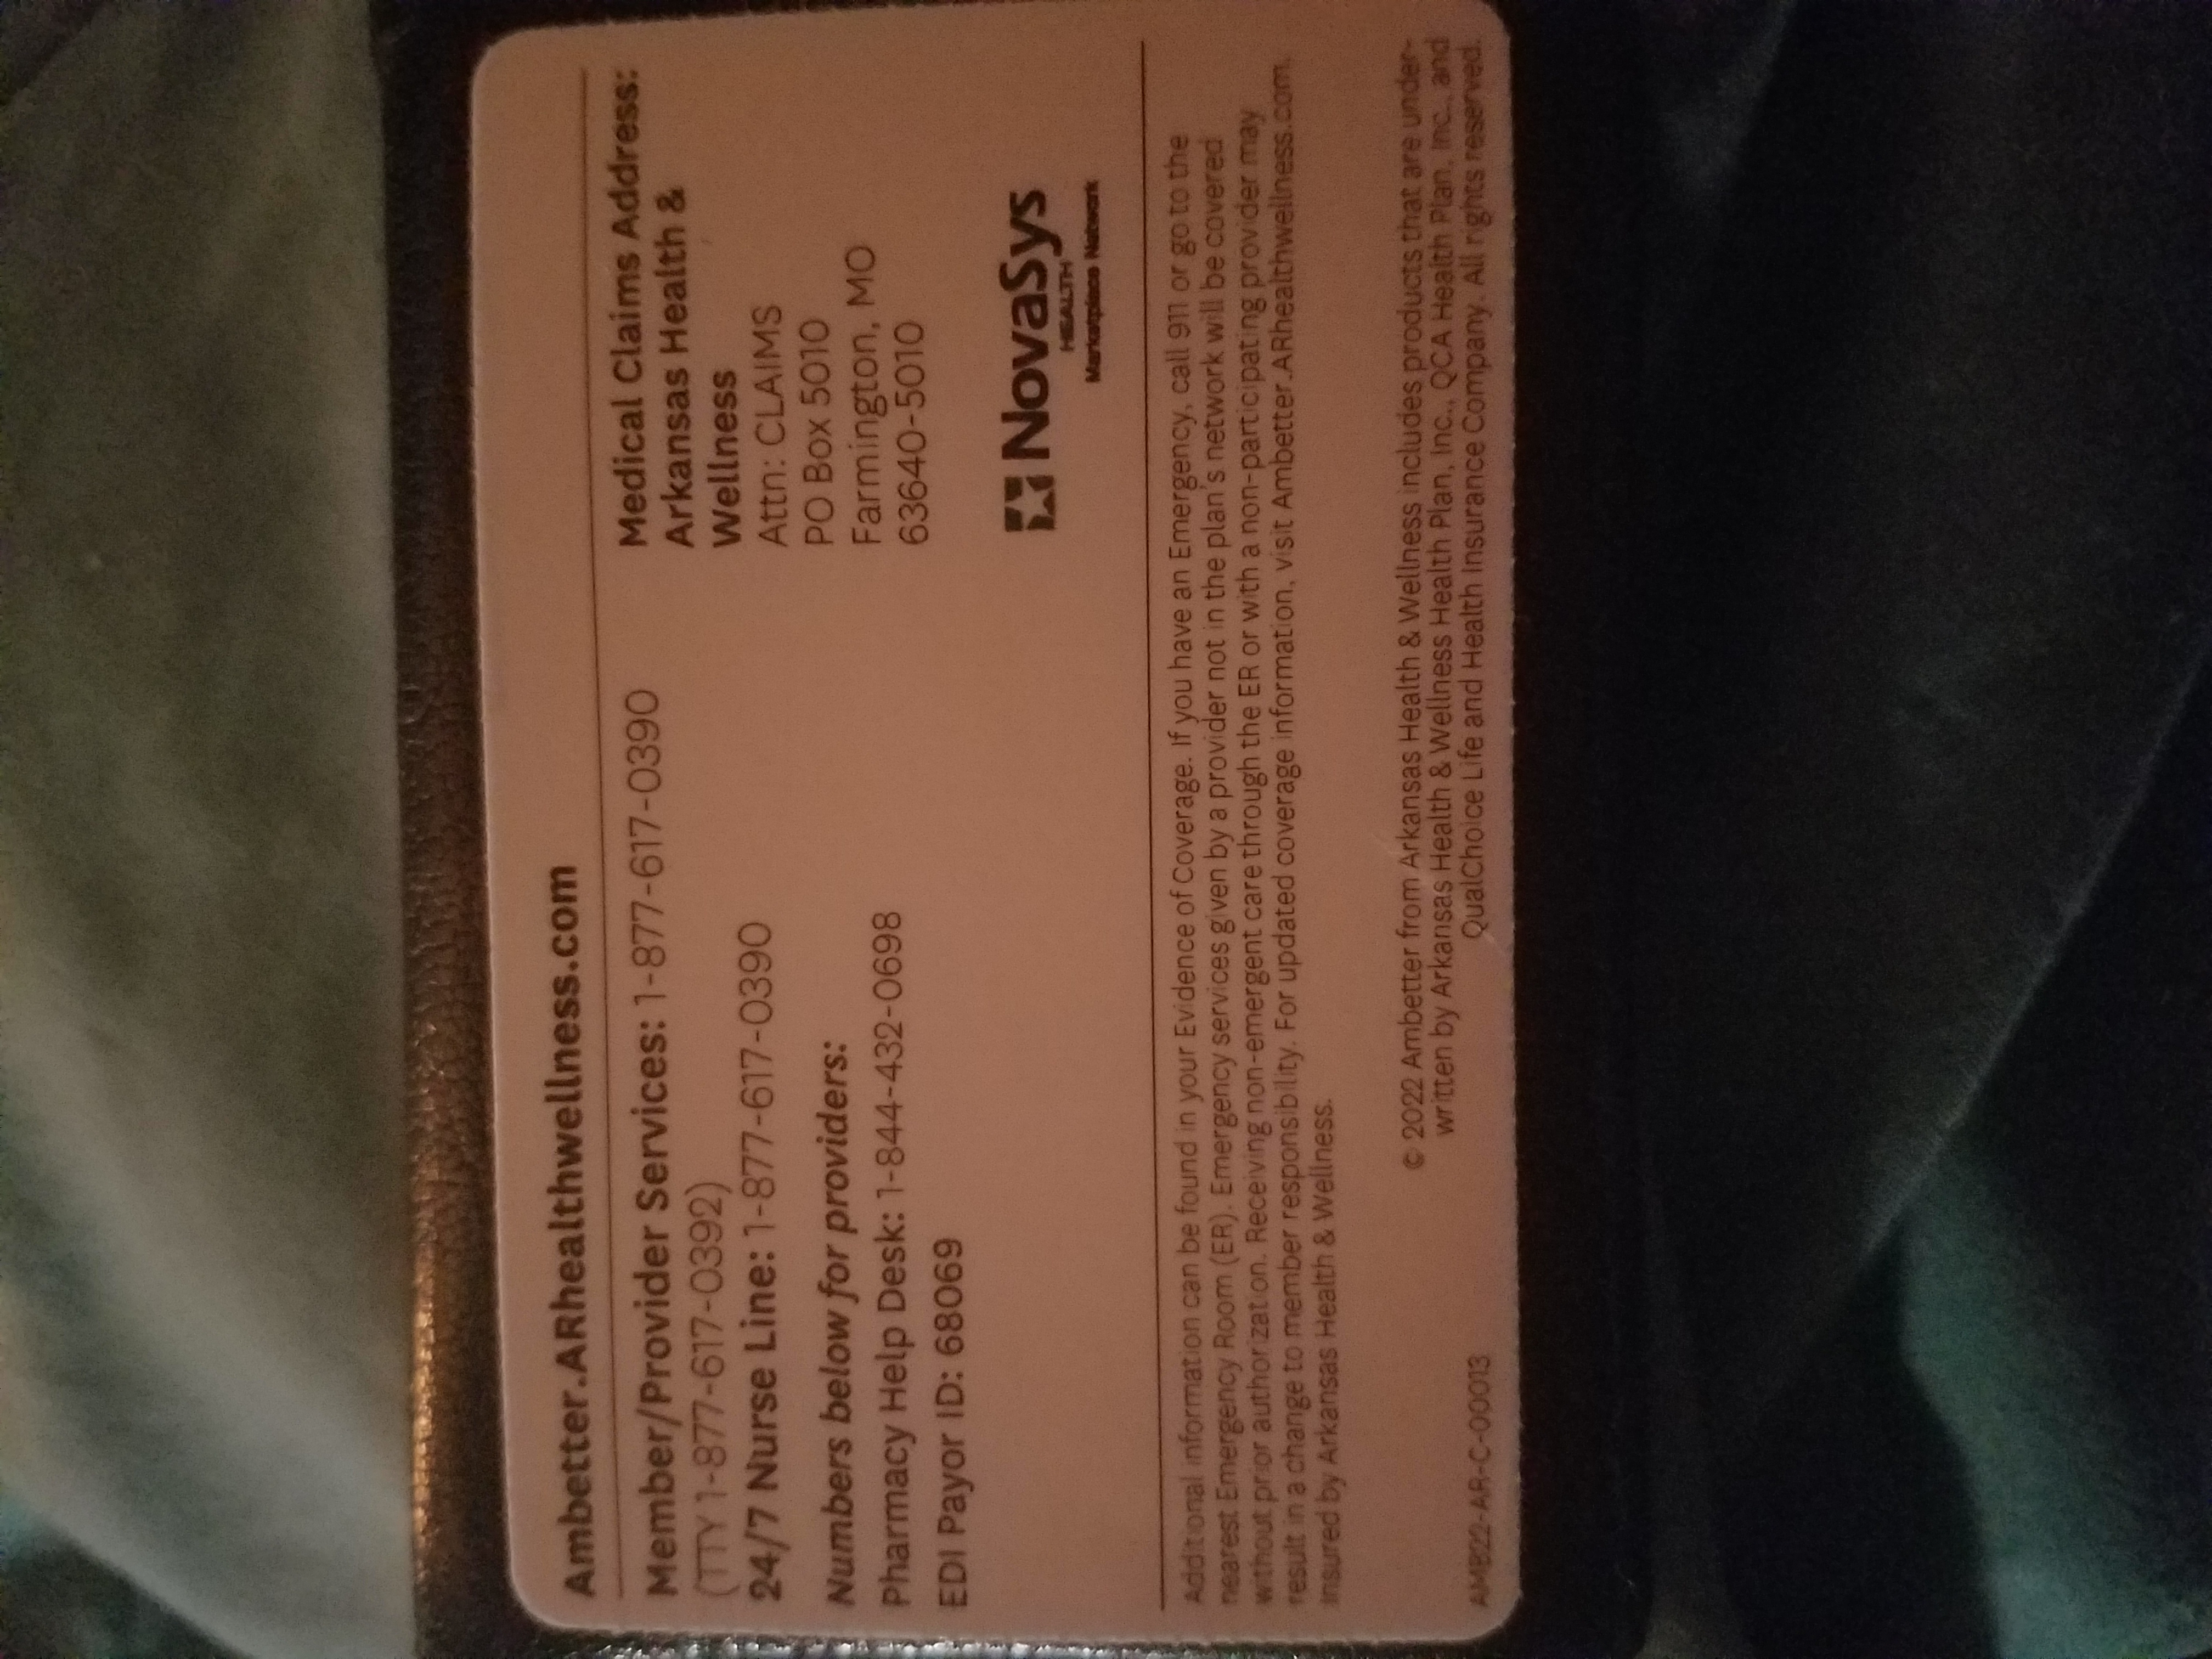 Ambetter.ARhealthwellness.com
Member/Provider Services: 1-877-617-0390
(TTY 1-877-617-0392)
24/7 Nurse Line: 1-877-617-0390
Numbers below for providers:
Pharmacy Help Desk: 1-844-432-0698
EDI Payor ID: 68069
Medical Claims Address:
Arkansas Health &
Wellness
Attn: CLAIMS
PO Box 5010
Farmington, MO
63640-5010
NovaSys
HEALTH
Marketplace Network
Additional information can be found in your Evidence of Coverage. If you have an Emergency, call 911 or go to the
nearest Emergency Room (ER). Emergency services given by a provider not in the plan's network will be covered
without prior authorization. Receiving non-emergent care through the ER or with a non-participating provider may
result in a change to member responsibility. For updated coverage information, visit Ambetter.ARhealthwellness.com.
Insured by Arkansas Health & Wellness.
© 2022 Ambetter from Arkansas Health & Wellness includes products that are under-
written by Arkansas Health & Wellness Health Plan, Inc., QCA Health Plan, Inc., and
QualChoice Life and Health Insurance Company. All rights reserved.
AMB22-AR-C-00013